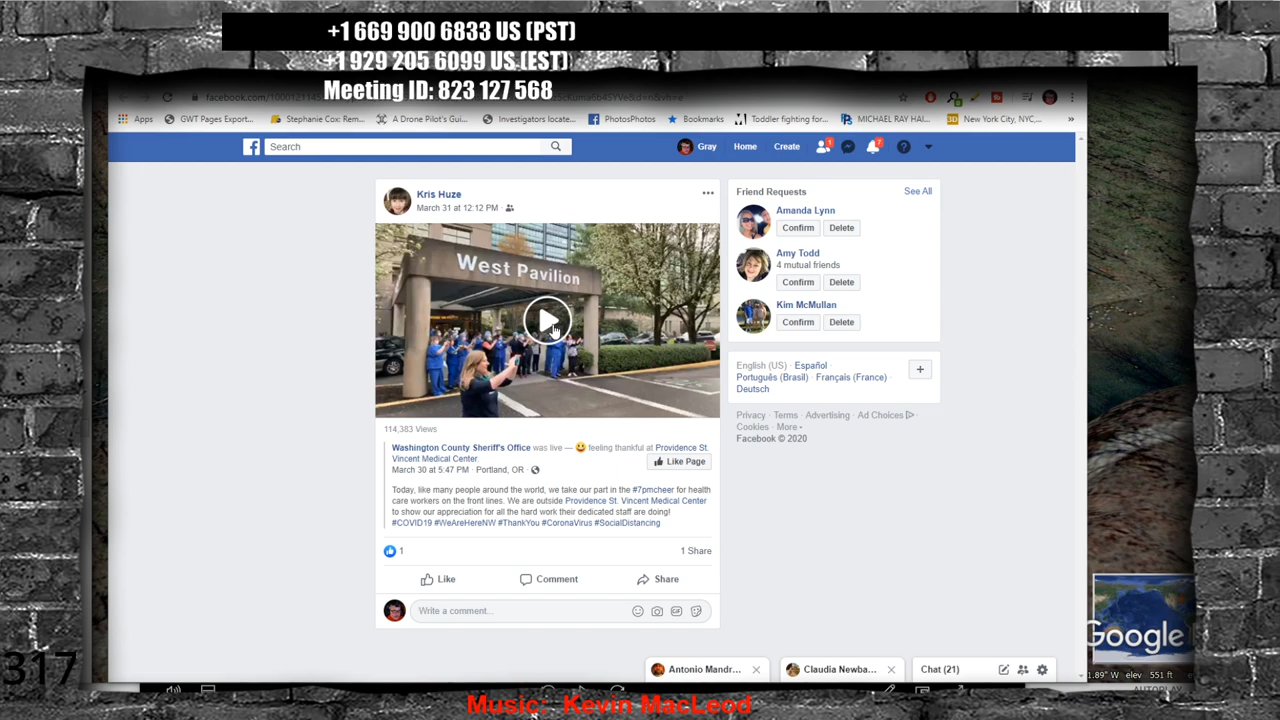 +1 669 900 6833 US (PST)
+1 929 205 6099 US (EST)
Meeting ID: 823 127 568
Apps
GWT Pages Export...
Stephanie Cox: Rem...
A Drone Pilot's Gui...
Investigators locate...
PhotosPhotos
Bookmarks
Toddler fighting for...
MICHAEL RAY HAI...
New York City, NYC,...
»
Search
Gray
Home
Create
Kris Huze
March 31 at 12:12 PM
West Pavilion
114,383 Views
Washington County Sheriff's Office was live — feeling thankful at Providence St.
Vincent Medical Center
March 30 at 5:47 PM · Portland, OR
Like Page
Today, like many people around the world, we take our part in the #7pmcheer for health
care workers on the front lines. We are outside Providence St. Vincent Medical Center
to show our appreciation for all the hard work their dedicated staff are doing!
#COVID19 #WeAreHereNW #ThankYou #CoronaVirus #SocialDistancing
1
1 Share
Like
Comment
Share
Write a comment...
Friend Requests
See All
Amanda Lynn
Confirm
Delete
Amy Todd
4 mutual friends
Confirm
Delete
Kim McMullan
Confirm
Delete
English (US) · Español ·
Português (Brasil) · Français (France) ·
Deutsch
Privacy · Terms · Advertising · Ad Choices ·
Cookies · More
Facebook © 2020
Antonio Mandr...
Claudia Newba...
Chat (21)
Google
1.89° W elev 551 ft
AUTOPLAY
317
Music: Kevin MacLeod